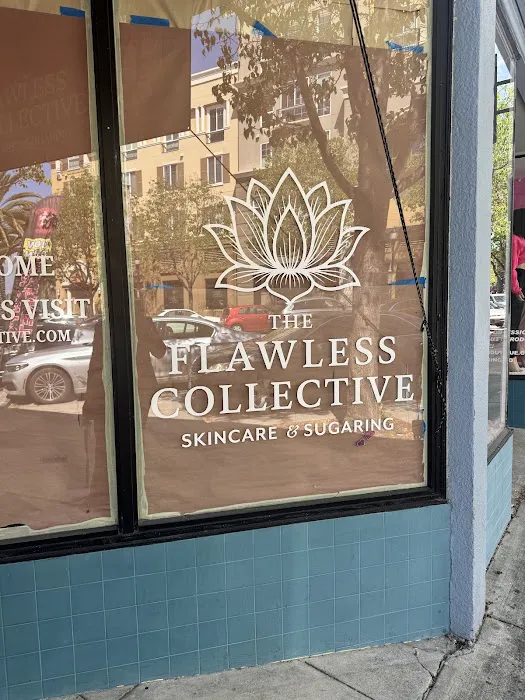 OME
S VISIT
TIVE.COM
THE
FLAWLESS
COLLECTIVE
SKINCARE & SUGARING